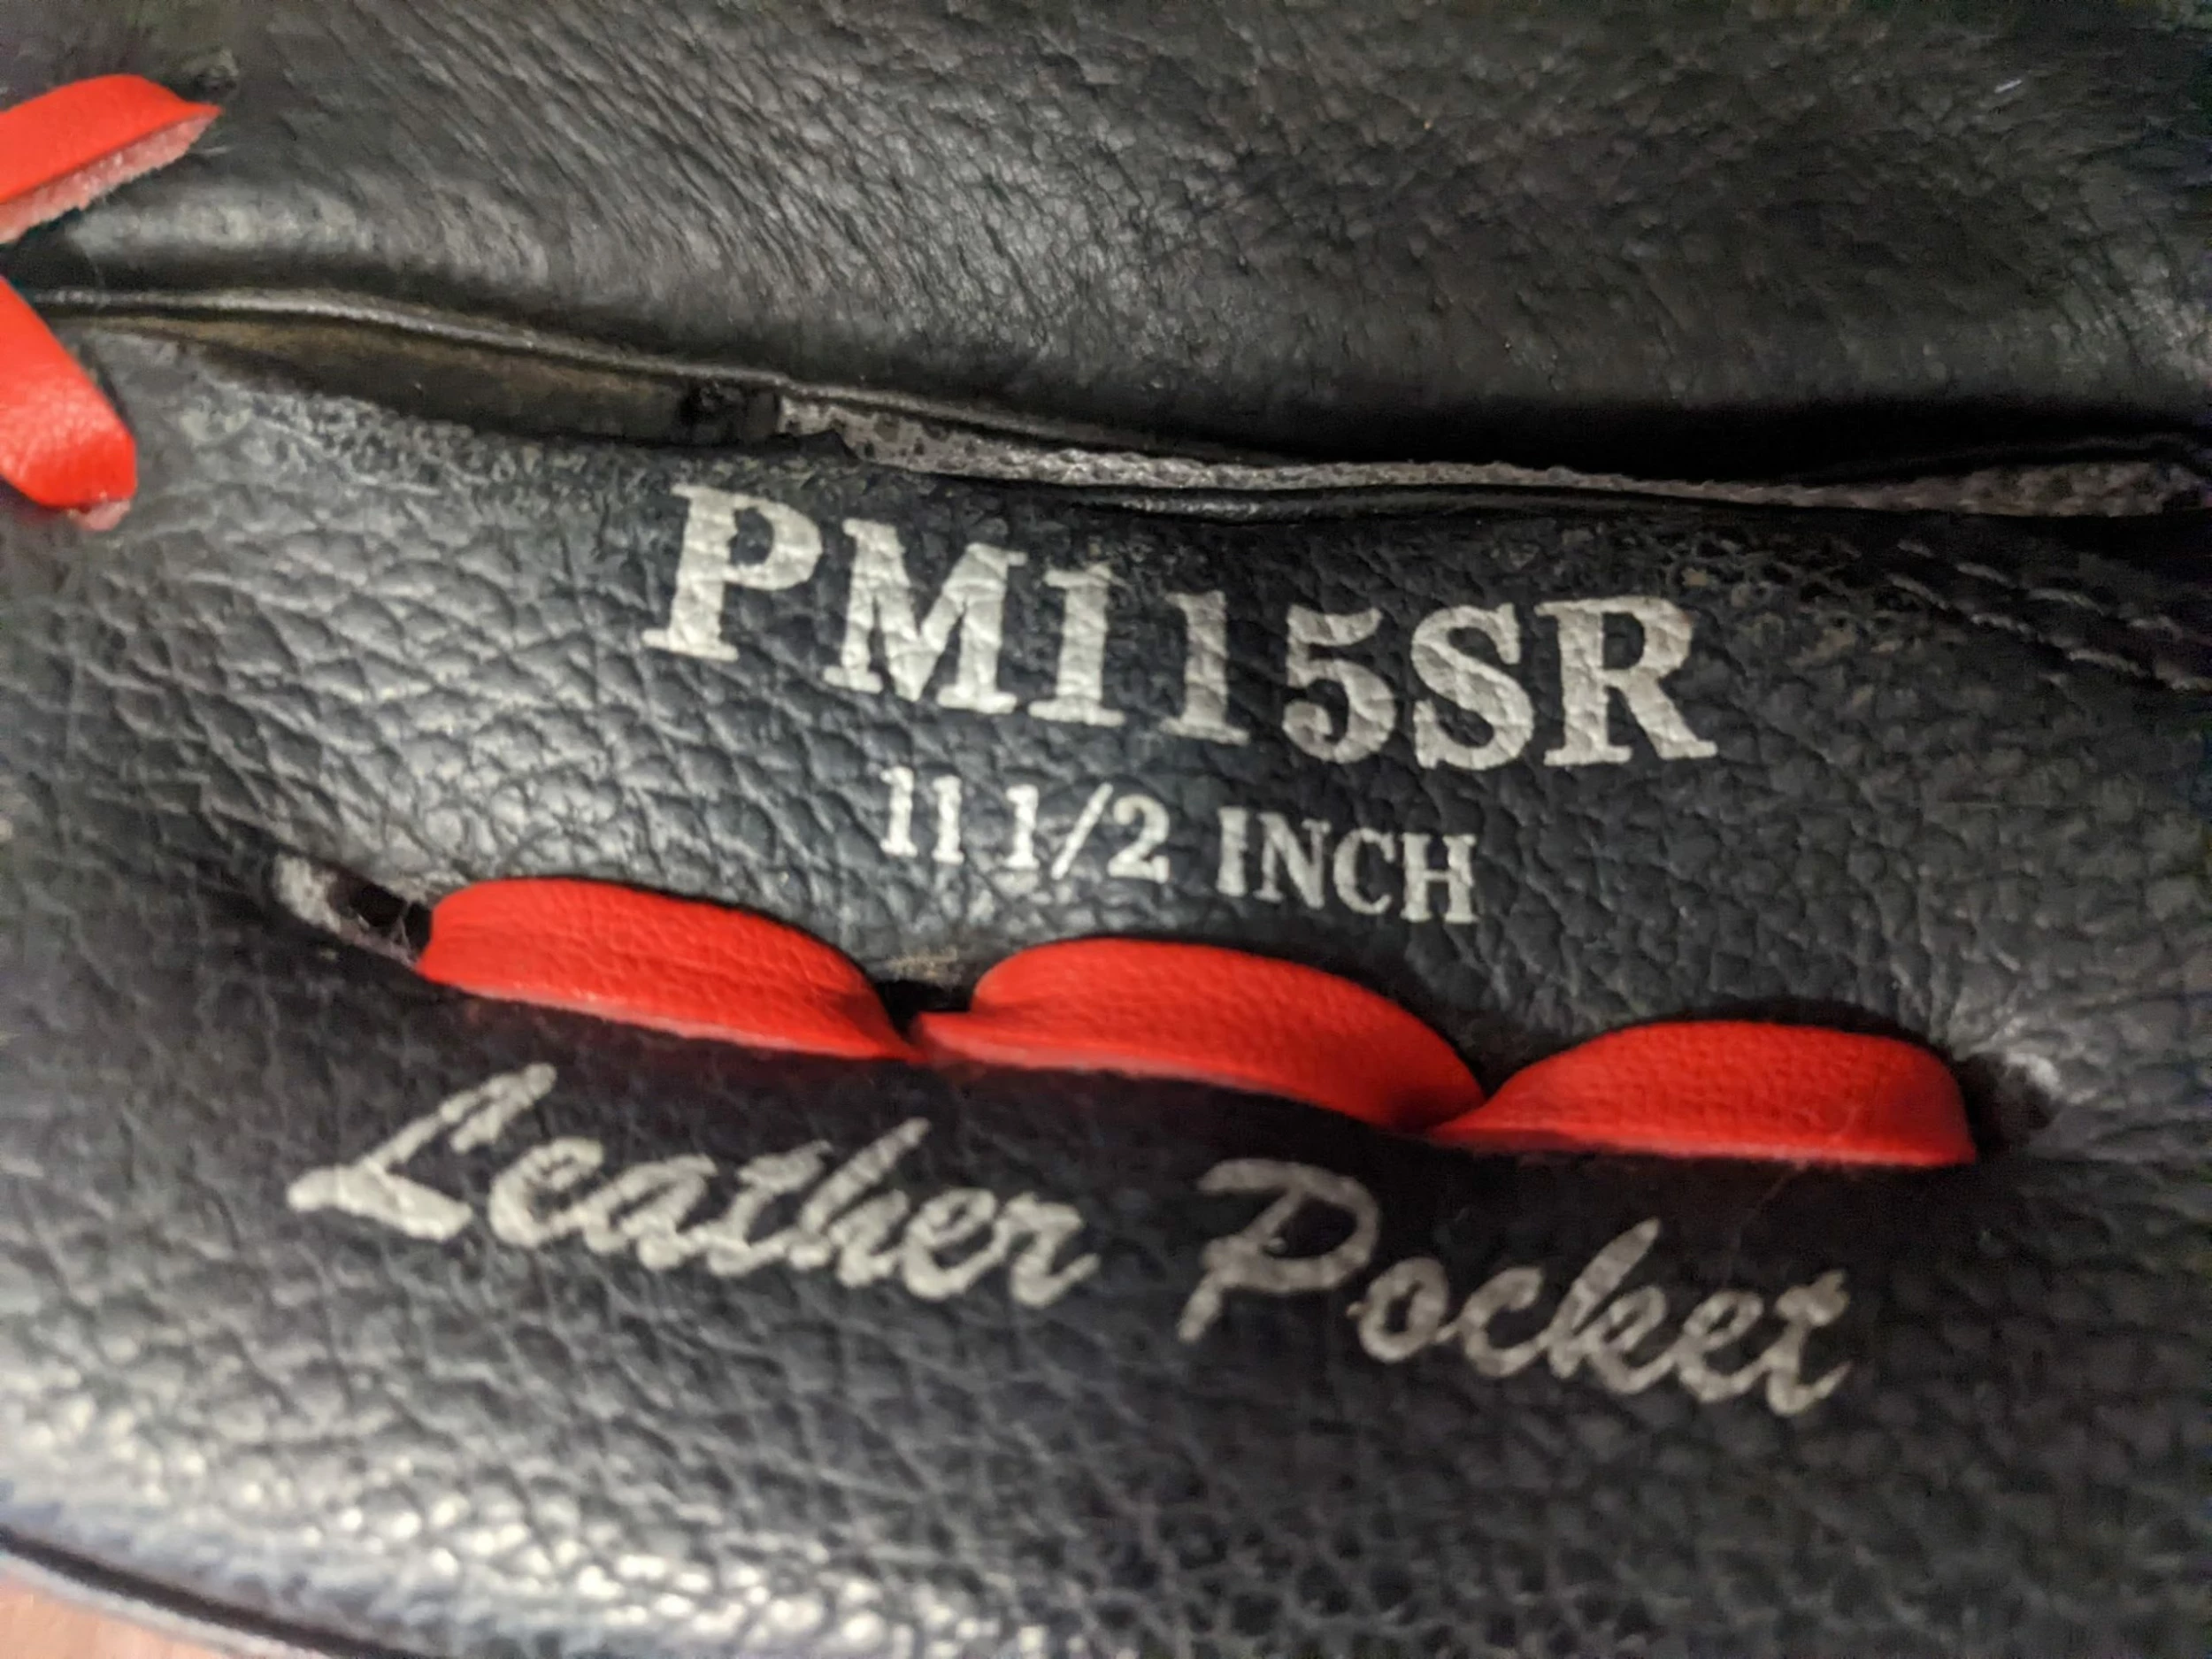 PM115SR
11 1/2 INCH
Leather Pocket